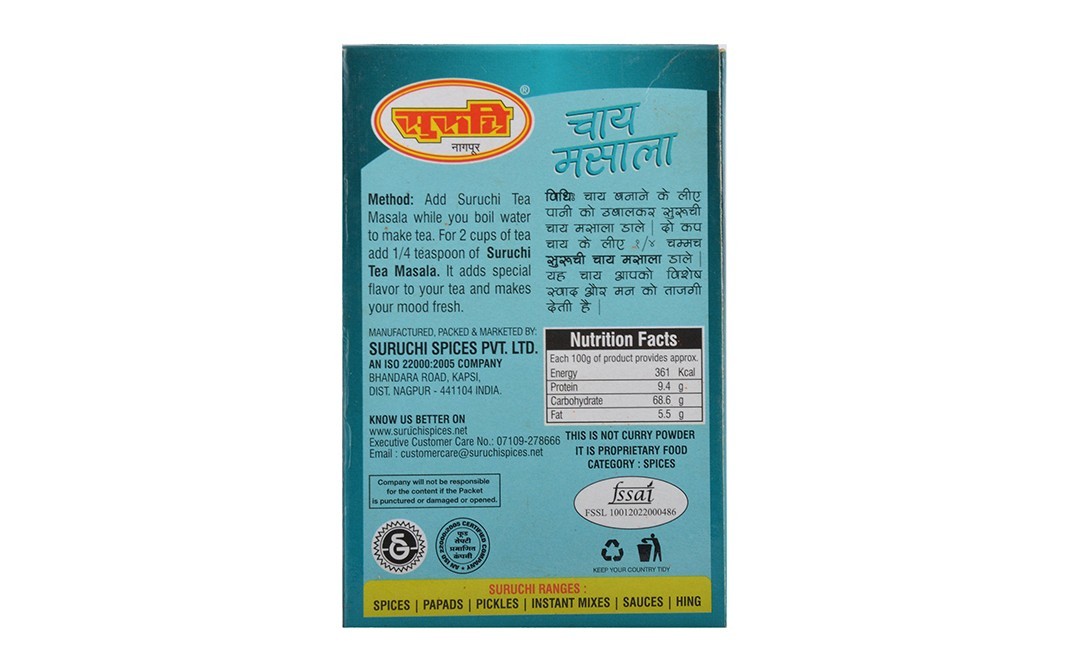 सुरुचि ®
नागपूर
चाय
मसाला
Method: Add Suruchi Tea
Masala while you boil water
to make tea. For 2 cups of tea
add 1/4 teaspoon of Suruchi
Tea Masala. It adds special
flavor to your tea and makes
your mood fresh.
विधिः चाय बनाने के लीए
पानी को उबालकर सुरूची
चाय मसाला डाले | दो कप
चाय के लीए १/४ चम्मच
सुरूची चाय मसाला डाले |
यह चाय आपको विशेष
स्वाद और मन को ताजगी
देती है |
MANUFACTURED, PACKED & MARKETED BY:
SURUCHI SPICES PVT. LTD.
AN ISO 22000:2005 COMPANY
BHANDARA ROAD, KAPSI,
DIST. NAGPUR - 441104 INDIA.
KNOW US BETTER ON
www.suruchispices.net
Executive Customer Care No.: 07109-278666
Email : customercare@suruchispices.net
Nutrition Facts
Each 100g of product provides approx.
Energy 361 Kcal
Protein 9.4 g
Carbohydrate 68.6 g
Fat 5.5 g
THIS IS NOT CURRY POWDER
IT IS PROPRIETARY FOOD
CATEGORY : SPICES
Company will not be responsible
for the content if the Packet
is punctured or damaged or opened.
fssai
FSSL 10012022000486
AN ISO 22000:2005 CERTIFIED COMPANY
फूड
सेफ्टी
प्रमाणित
कंपनी
KEEP YOUR COUNTRY TIDY
SURUCHI RANGES :
SPICES | PAPADS | PICKLES | INSTANT MIXES | SAUCES | HING